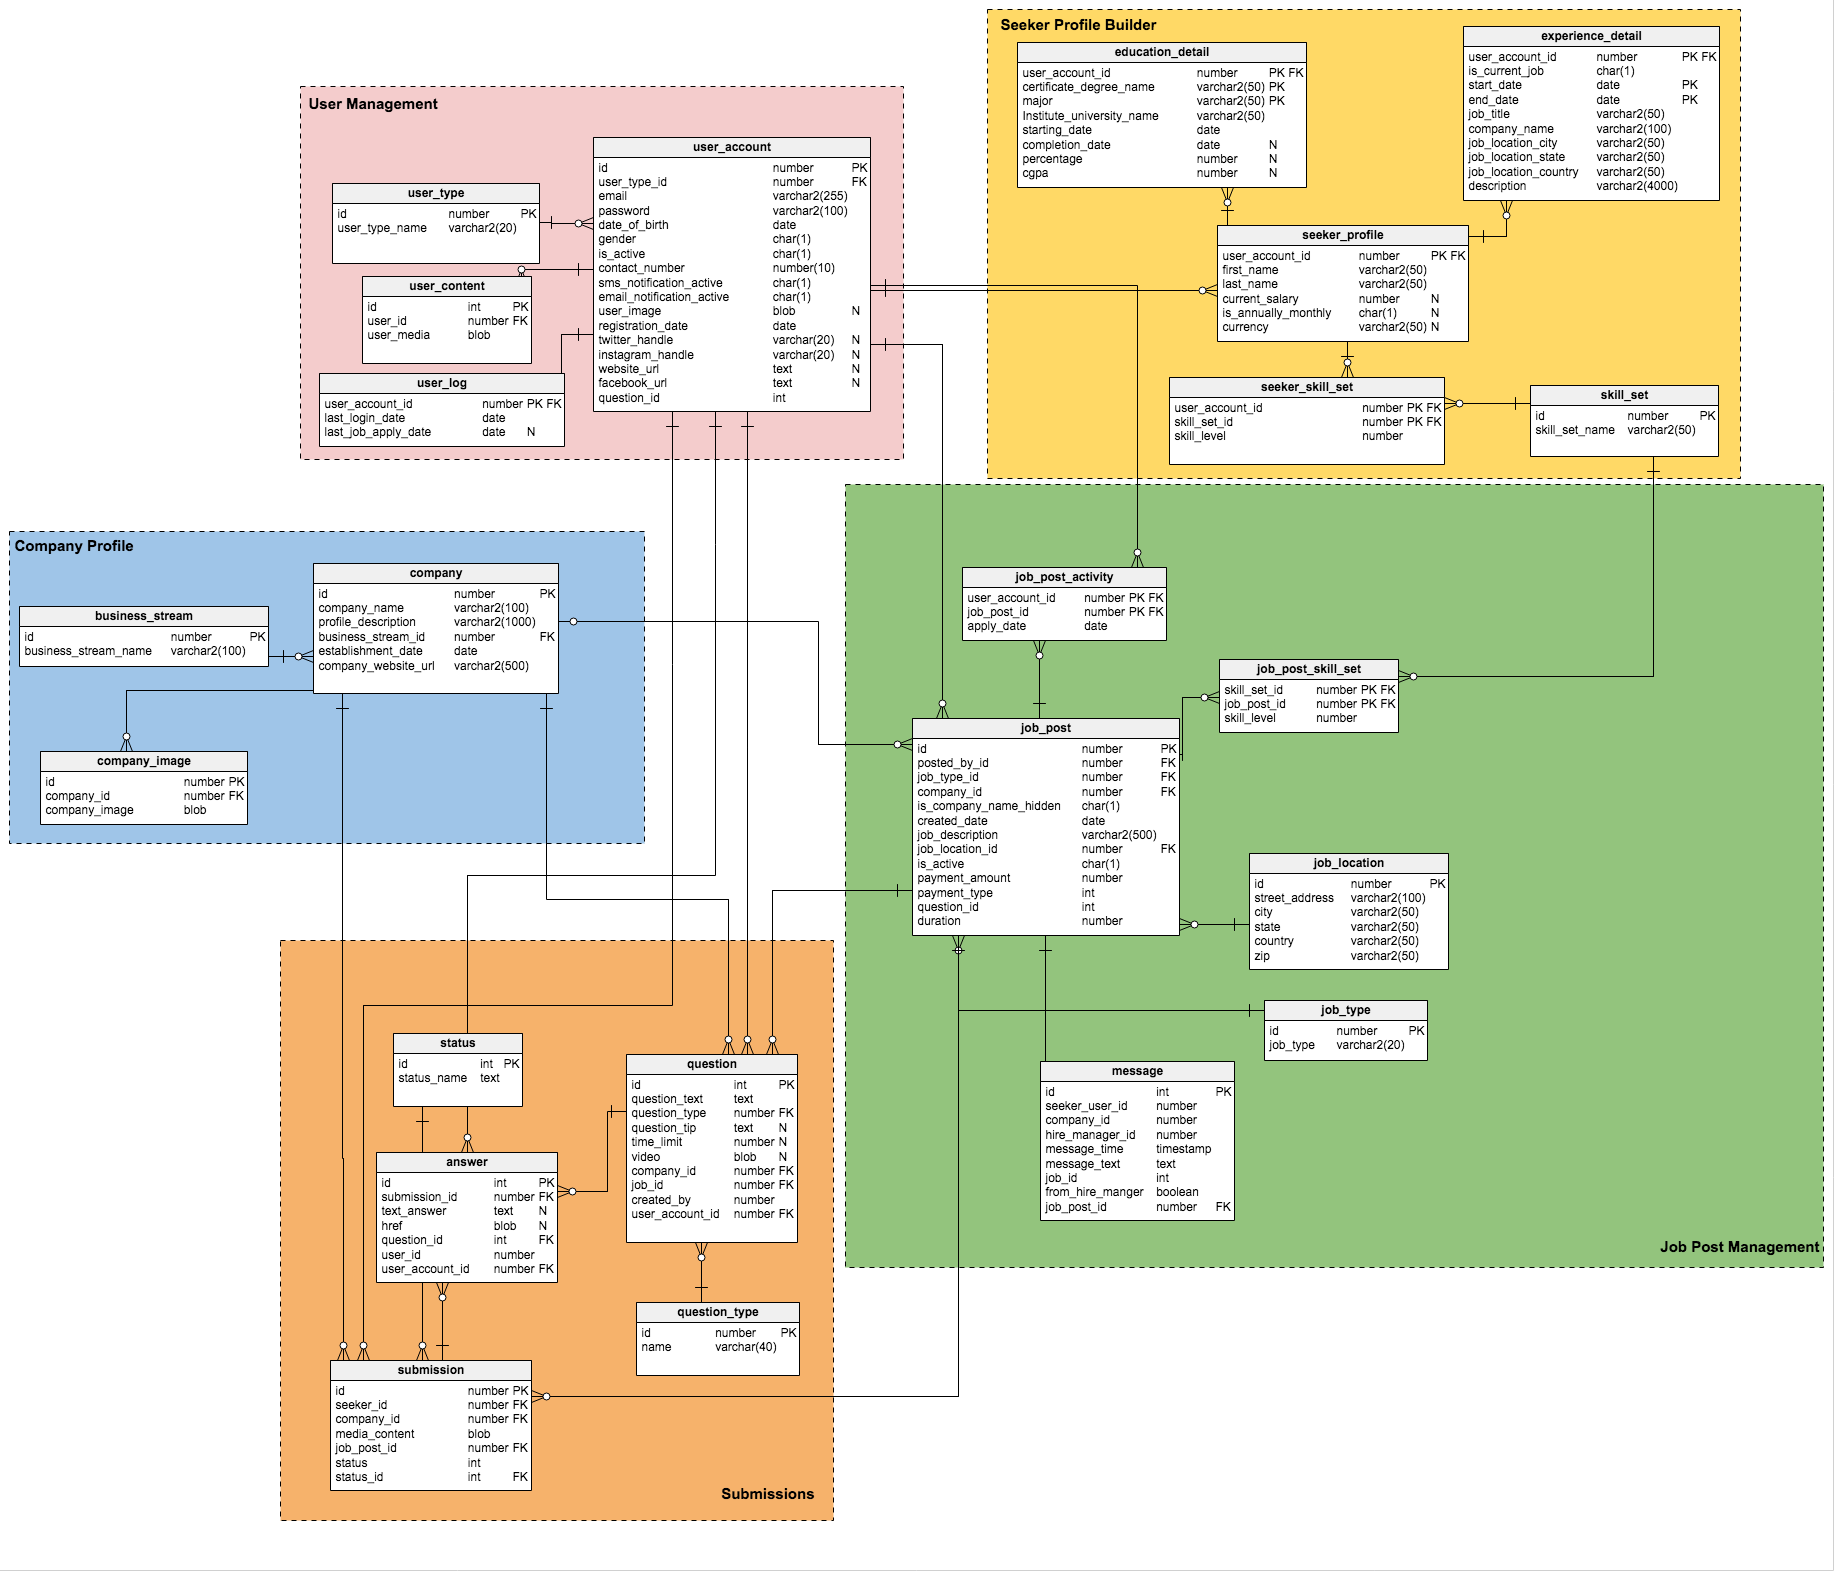 Seeker Profile Builder
education_detail
user_account_id number PK FK
certificate_degree_name varchar2(50) PK
major varchar2(50) PK
Institute_university_name varchar2(50)
starting_date date
completion_date date N
percentage number N
cgpa number N
experience_detail
user_account_id number PK FK
is_current_job char(1)
start_date date PK
end_date date PK
job_title varchar2(50)
company_name varchar2(100)
job_location_city varchar2(50)
job_location_state varchar2(50)
job_location_country varchar2(50)
description varchar2(4000)
seeker_profile
user_account_id number PK FK
first_name varchar2(50)
last_name varchar2(50)
current_salary number N
is_annually_monthly char(1) N
currency varchar2(50) N
seeker_skill_set
user_account_id number PK FK
skill_set_id number PK FK
skill_level number
skill_set
id number PK
skill_set_name varchar2(50)
User Management
user_account
id number PK
user_type_id number FK
email varchar2(255)
password varchar2(100)
date_of_birth date
gender char(1)
is_active char(1)
contact_number number(10)
sms_notification_active char(1)
email_notification_active char(1)
user_image blob N
registration_date date
twitter_handle varchar(20) N
instagram_handle varchar(20) N
website_url text N
facebook_url text N
question_id int
user_type
id number PK
user_type_name varchar2(20)
user_content
id int PK
user_id number FK
user_media blob
user_log
user_account_id number PK FK
last_login_date date
last_job_apply_date date N
Company Profile
company
id number PK
company_name varchar2(100)
profile_description varchar2(1000)
business_stream_id number FK
establishment_date date
company_website_url varchar2(500)
business_stream
id number PK
business_stream_name varchar2(100)
company_image
id number PK
company_id number FK
company_image blob
job_post_activity
user_account_id number PK FK
job_post_id number PK FK
apply_date date
job_post_skill_set
skill_set_id number PK FK
job_post_id number PK FK
skill_level number
job_post
id number PK
posted_by_id number FK
job_type_id number FK
company_id number FK
is_company_name_hidden char(1)
created_date date
job_description varchar2(500)
job_location_id number FK
is_active char(1)
payment_amount number
payment_type int
question_id int
duration number
job_location
id number PK
street_address varchar2(100)
city varchar2(50)
state varchar2(50)
country varchar2(50)
zip varchar2(50)
job_type
id number PK
job_type varchar2(20)
message
id int PK
seeker_user_id number
company_id number
hire_manager_id number
message_time timestamp
message_text text
job_id int
from_hire_manger boolean
job_post_id number FK
Job Post Management
status
id int PK
status_name text
question
id int PK
question_text text
question_type number FK
question_tip text N
time_limit number N
video blob N
company_id number FK
job_id number FK
created_by number
user_account_id number FK
answer
id int PK
submission_id number FK
text_answer text N
href blob N
question_id int FK
user_id number
user_account_id number FK
question_type
id number PK
name varchar(40)
submission
id number PK
seeker_id number FK
company_id number FK
media_content blob
job_post_id number FK
status int
status_id int FK
Submissions